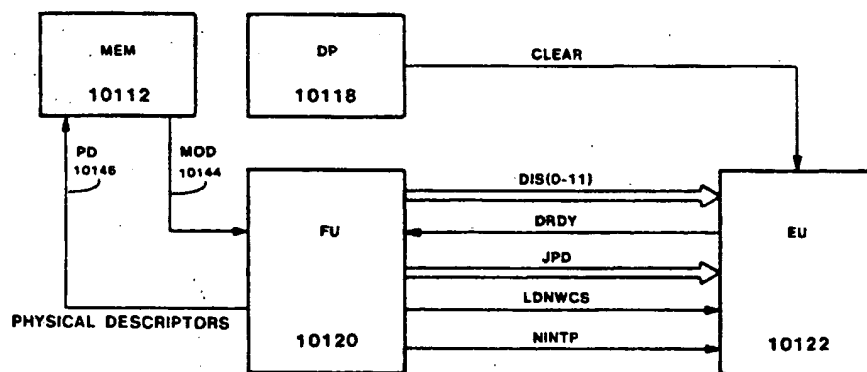 MEM
10112
DP
10118
CLEAR
PD
10146
MOD
10144
FU
10120
DIS(0-11)
DRDY
JPD
LDNWCS
NINTP
EU
10122
PHYSICAL DESCRIPTORS